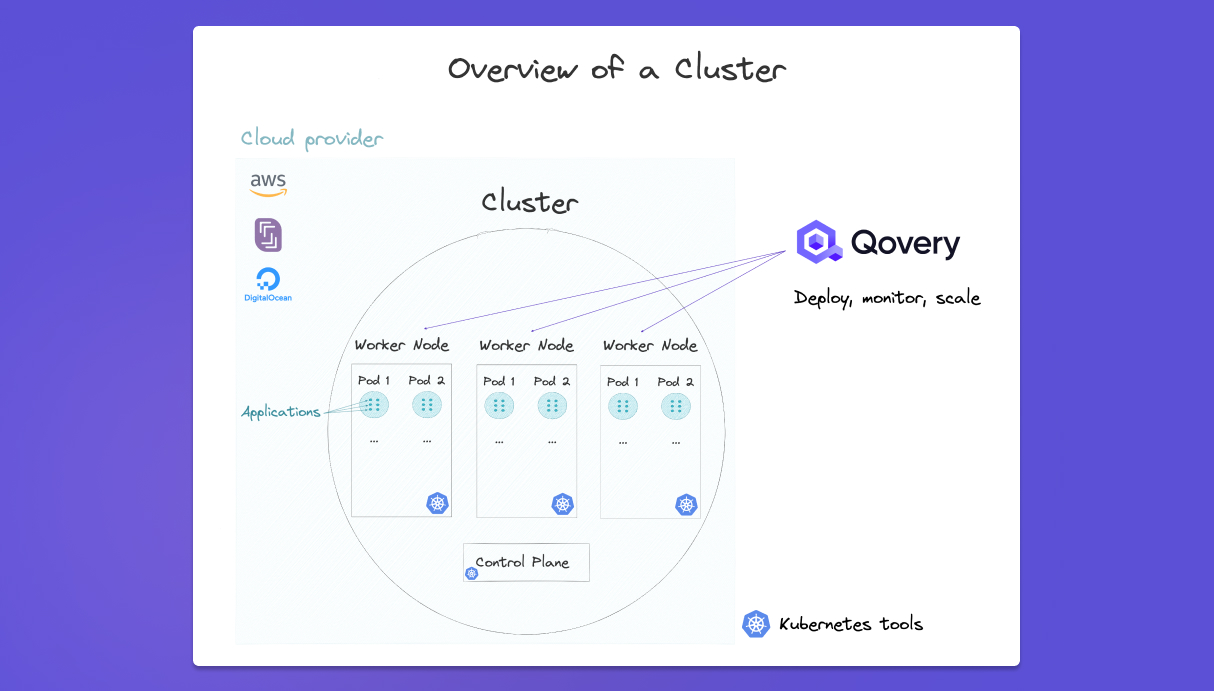 Overview of a Cluster
Cloud provider
aws
DigitalOcean
Cluster
Qovery
Deploy, monitor, scale
Worker Node
Worker Node
Worker Node
Pod 1 Pod 2
Pod 1 Pod 2
Pod 1 Pod 2
Applications
... ...
... ...
... ...
Control Plane
Kubernetes tools